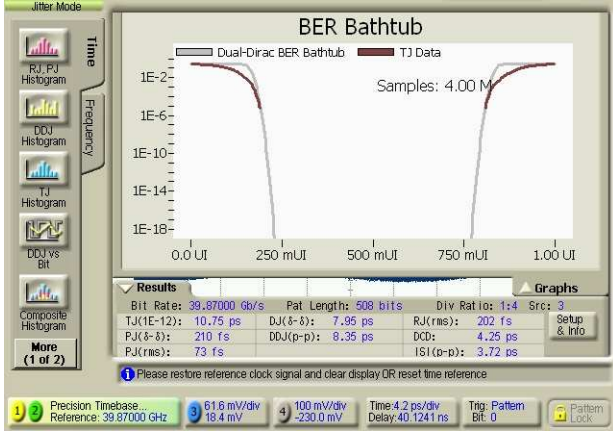 Jitter Mode
Time
Frequency
RJ, PJ
Histogram
DDJ
Histogram
TJ
Histogram
DDJ vs
Bit
Composite
Histogram
More
(1 of 2)
BER Bathtub
Dual-Dirac BER Bathtub TJ Data
Samples: 4.00 M
1E-2
1E-6
1E-10
1E-14
1E-18
0.0 UI 250 mUI 500 mUI 750 mUI 1.00 UI
Results Graphs
Bit Rate: 39.87000 Gb/s Pat Length: 508 bits Div Ratio: 1:4 Src: 3
TJ(1E-12): 10.75 ps DJ(δ-δ): 7.95 ps RJ(rms): 202 fs
PJ(δ-δ): 210 fs DDJ(p-p): 8.35 ps DCD: 4.25 ps
PJ(rms): 73 fs ISI(p-p): 3.72 ps
Setup
& Info
Please restore reference clock signal and clear display OR reset time reference
1 2 Precision Timebase...
Reference: 39.87000 GHz
3 61.6 mV/div
18.4 mV
4 100 mV/div
-230.0 mV
Time:4.2 ps/div
Delay:40.1241 ns
Trig: Pattern
Bit: 0
Pattern
Lock